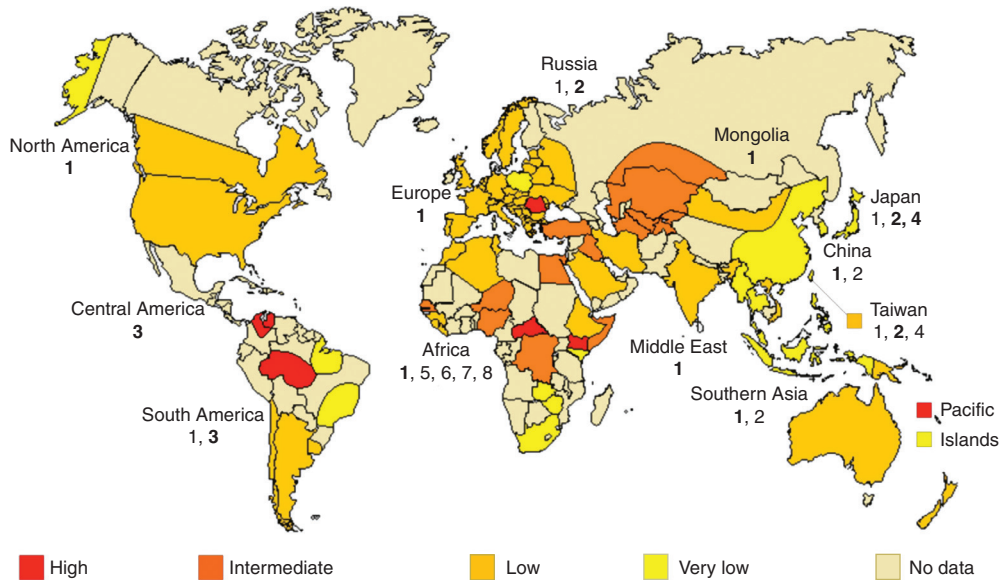 Russia
1, 2
North America
1
Mongolia
1
Europe
1
Japan
1, 2, 4
China
1, 2
Central America
3
Taiwan
1, 2, 4
Africa
1, 5, 6, 7, 8
Middle East
1
Southern Asia
1, 2
South America
1, 3
Pacific
Islands
High
Intermediate
Low
Very low
No data